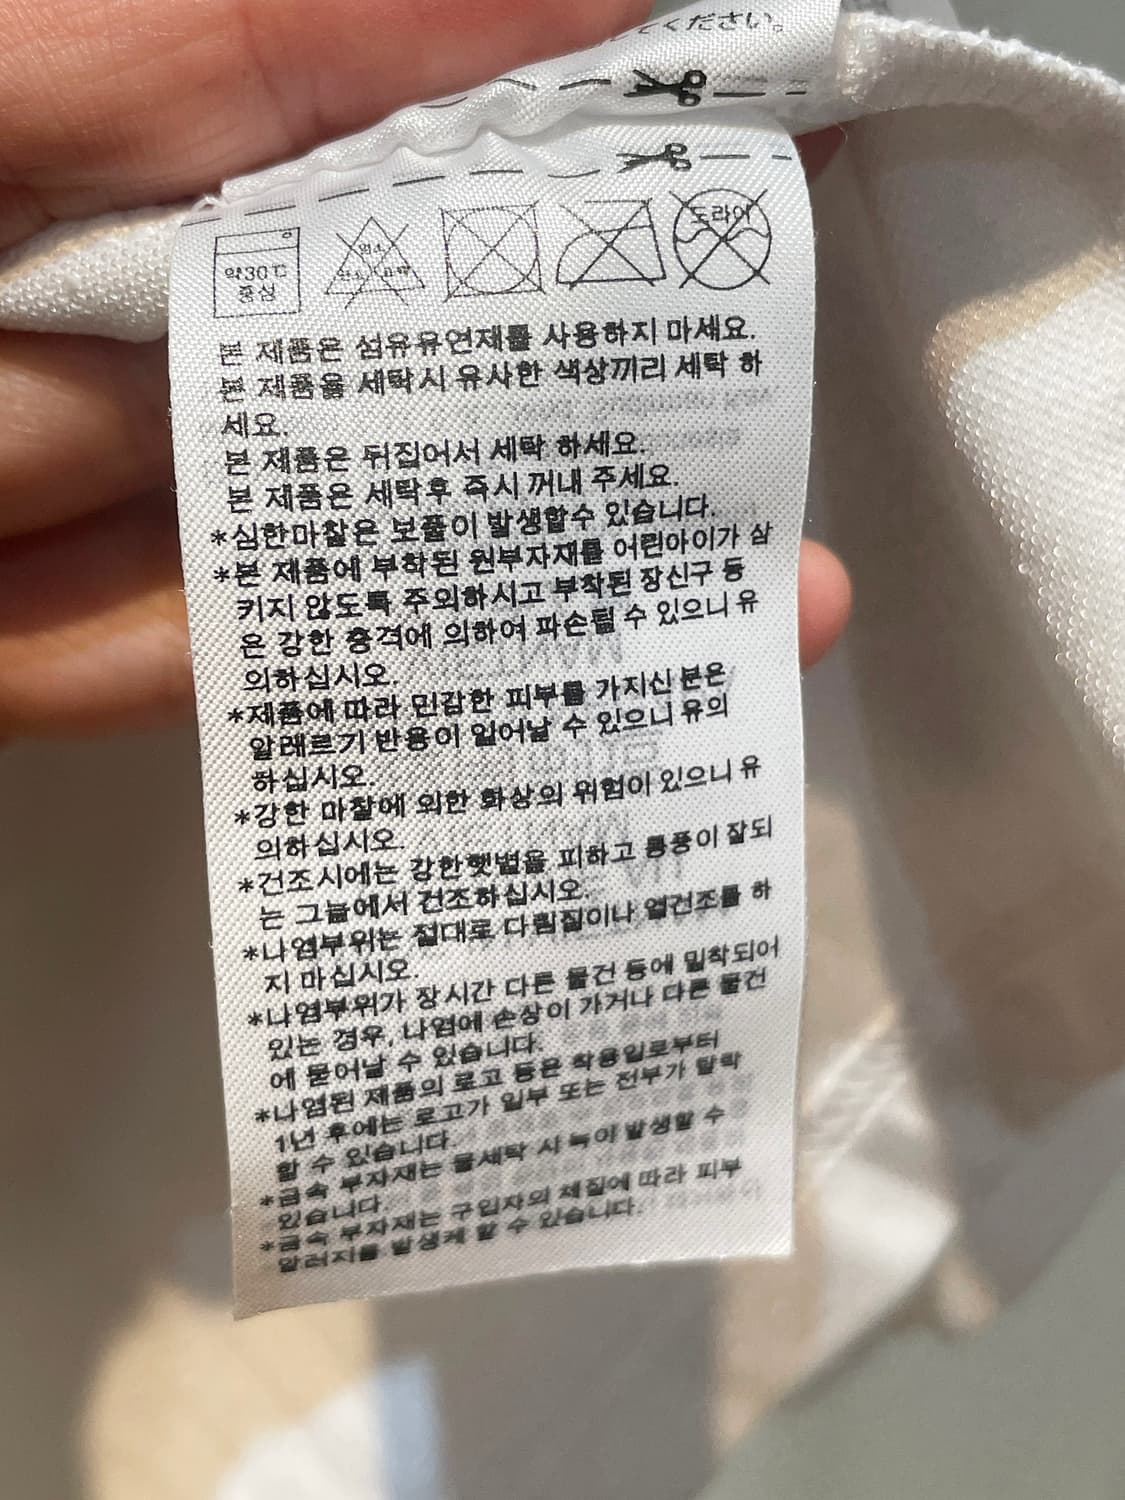 てください。
약30℃
중성
염소
드라이
본 제품은 섬유유연제를 사용하지 마세요.
본 제품을 세탁시 유사한 색상끼리 세탁 하
세요.
본 제품은 뒤집어서 세탁 하세요.
본 제품은 세탁후 즉시 꺼내 주세요.
*심한마찰은 보풀이 발생할수 있습니다.
*본 제품에 부착된 원부자재를 어린아이가 삼
키지 않도록 주의하시고 부착된 장신구 등
은 강한 충격에 의하여 파손될 수 있으니 유
의하십시오.
*제품에 따라 민감한 피부를 가지신 분은
알레르기 반응이 일어날 수 있으니 유의
하십시오.
*강한 마찰에 의한 화상의 위험이 있으니 유
의하십시오.
*건조시에는 강한햇볕을 피하고 통풍이 잘되
는 그늘에서 건조하십시오.
*나염부위는 절대로 다림질이나 열건조를 하
지 마십시오.
*나염부위가 장시간 다른 물건 등에 밀착되어
있는 경우, 나염에 손상이 가거나 다른 물건
에 묻어날 수 있습니다.
*나염된 제품의 로고 등은 착용일로부터
1년 후에는 로고가 일부 또는 전부가 탈락
할 수 있습니다.
*금속 부자재는 물세탁 시 녹이 발생할 수
있습니다.
*금속 부자재는 구입자의 체질에 따라 피부
알러지를 발생케 할 수 있습니다.